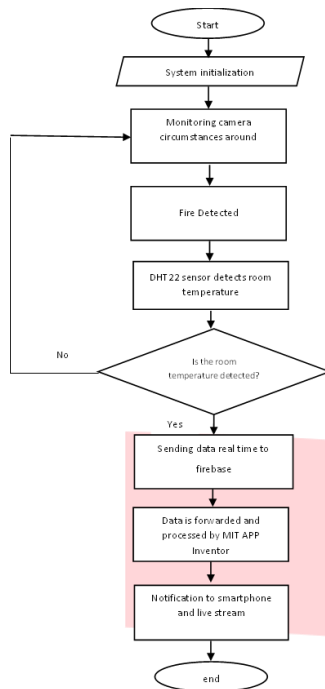 Start
System initialization
Monitoring camera
circumstances around
Fire Detected
DHT22 sensor detects room
temperature
No
Is the room
temperature detected?
Yes
Sending data real time to
firebase
Data is forwarded and
processed by MIT APP
Inventor
Notification to smartphone
and live stream
end